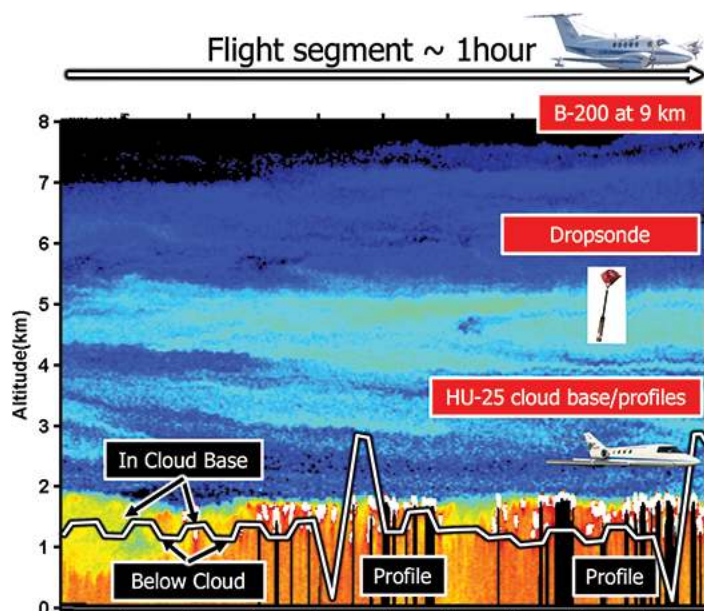 Flight segment ~ 1hour
B-200 at 9 km
8
7
Dropsonde
6
5
Altitude(km)
4
HU-25 cloud base/profiles
3
In Cloud Base
2
1
Below Cloud
Profile
Profile
0